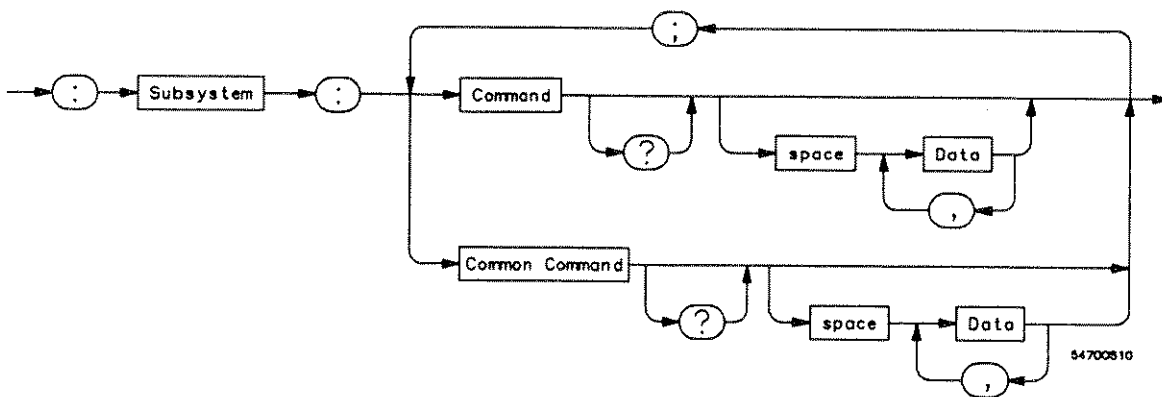 ;
: Subsystem : Command
?
space Data
,
Common Command
?
space Data
,
54700S10